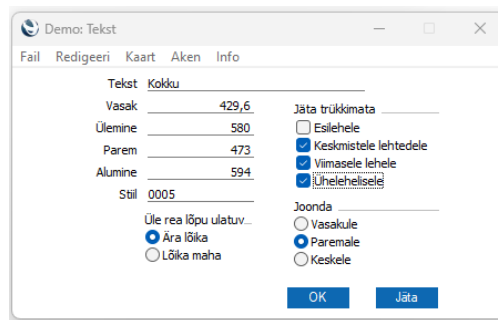 Demo: Tekst
Fail Redigeeri Kaart Aken Info
Tekst Kokku
Vasak 429,6
Ülemine 580
Parem 473
Alumine 594
Stiil 0005
Üle rea lõpu ulatuv...
Ära lõika
Lõika maha
Jäta trükkimata
Esilehele
Keskmistele lehtedele
Viimasele lehele
Ühelehelisele
Joonda
Vasakule
Paremale
Keskele
OK Jäta